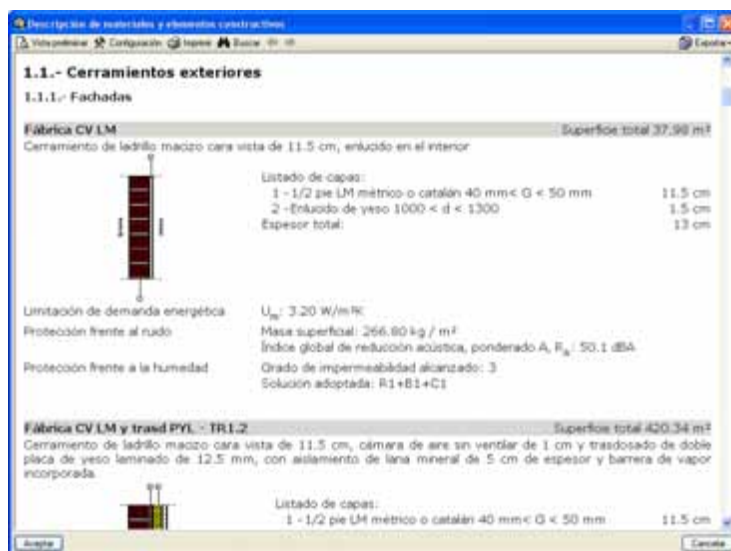 Descripción de materiales y elementos constructivos
Vista preliminar Configuración Imprimir Buscar Exportar
1.1.- Cerramientos exteriores
1.1.1.- Fachadas
Fábrica CV LM Superficie total 37.98 m²
Cerramiento de ladrillo macizo cara vista de 11.5 cm, enlucido en el interior
Listado de capas:
1 - 1/2 pie LM métrico o catalán 40 mm< G < 50 mm 11.5 cm
2 - Enlucido de yeso 1000 < d < 1300 1.5 cm
Espesor total: 13 cm
Limitación de demanda energética Um: 3.20 W/m²K
Protección frente al ruido Masa superficial: 266.80 kg / m²
Índice global de reducción acústica, ponderado A, RA: 50.1 dBA
Protección frente a la humedad Grado de impermeabilidad alcanzado: 3
Solución adoptada: R1+B1+C1
Fábrica CV LM y trasd PYL - TR1.2 Superficie total 420.34 m²
Cerramiento de ladrillo macizo cara vista de 11.5 cm, cámara de aire sin ventilar de 1 cm y trasdosado de doble
placa de yeso laminado de 12.5 mm, con aislamiento de lana mineral de 5 cm de espesor y barrera de vapor
incorporada.
Listado de capas:
1 - 1/2 pie LM métrico o catalán 40 mm< G < 50 mm 11.5 cm
Aceptar Cancelar